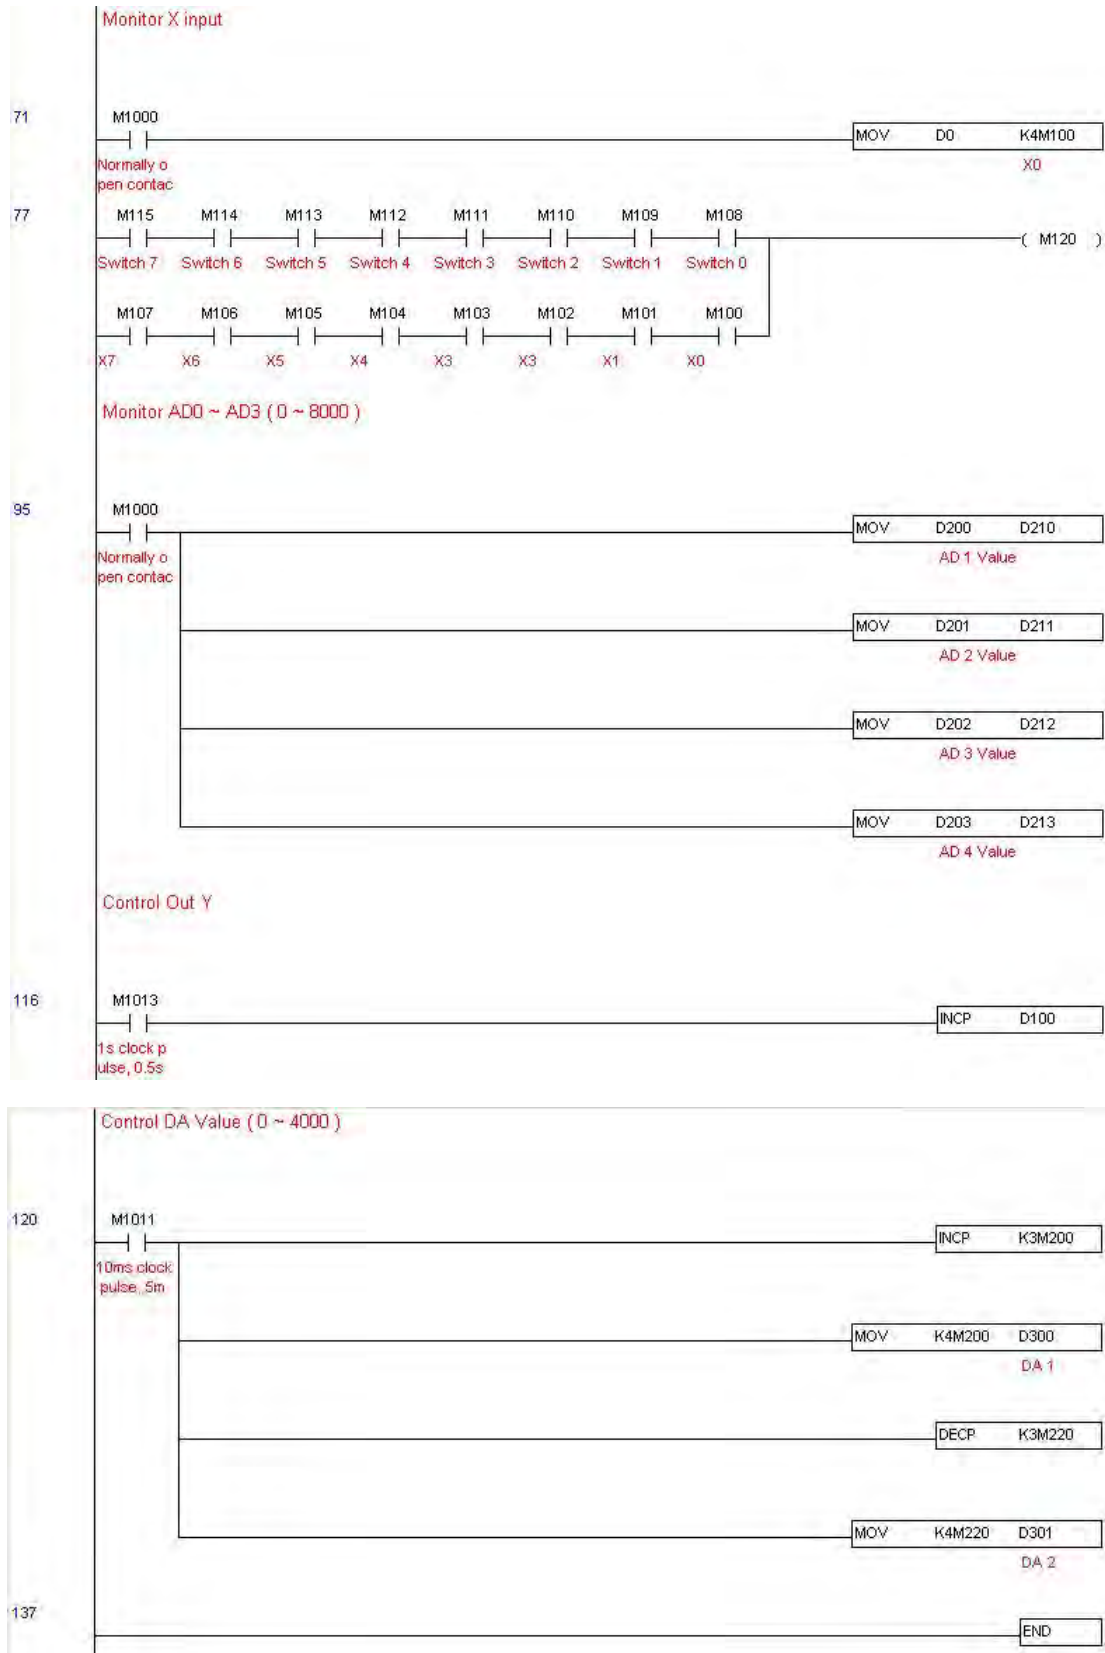 Monitor X input
71 M1000
MOV D0 K4M100
Normally o
pen contac
X0
77 M115 M114 M113 M112 M111 M110 M109 M108
( M120 )
Switch 7 Switch 6 Switch 5 Switch 4 Switch 3 Switch 2 Switch 1 Switch 0
M107 M106 M105 M104 M103 M102 M101 M100
X7 X6 X5 X4 X3 X3 X1 X0
Monitor AD0 ~ AD3 ( 0 ~ 8000 )
95 M1000
MOV D200 D210
Normally o
pen contac
AD 1 Value
MOV D201 D211
AD 2 Value
MOV D202 D212
AD 3 Value
MOV D203 D213
AD 4 Value
Control Out Y
116 M1013
INCP D100
1s clock p
ulse, 0.5s
Control DA Value ( 0 ~ 4000 )
120 M1011
INCP K3M200
10ms clock
pulse, 5m
MOV K4M200 D300
DA 1
DECP K3M220
MOV K4M220 D301
DA 2
137
END